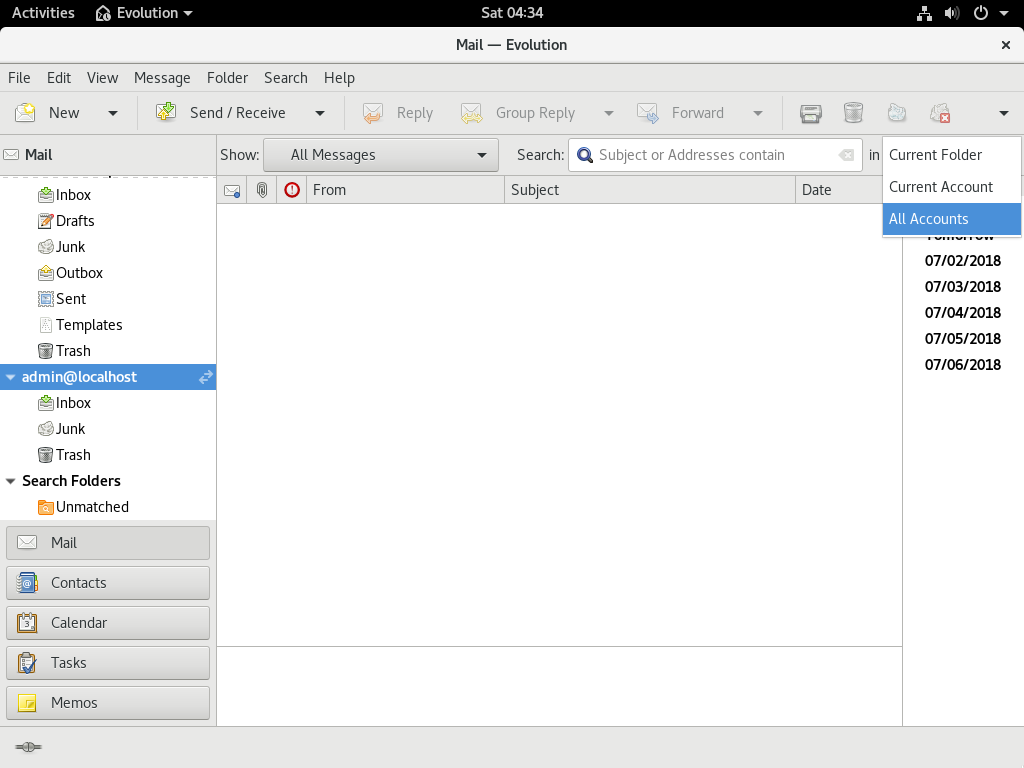 Activities Evolution Sat 04:34
Mail — Evolution
File Edit View Message Folder Search Help
New Send / Receive Reply Group Reply Forward
Mail Show: All Messages Search: Subject or Addresses contain in
Current Folder
Current Account
All Accounts
From Subject Date
Tomorrow
07/02/2018
07/03/2018
07/04/2018
07/05/2018
07/06/2018
Inbox
Drafts
Junk
Outbox
Sent
Templates
Trash
admin@localhost
Inbox
Junk
Trash
Search Folders
Unmatched
Mail
Contacts
Calendar
Tasks
Memos